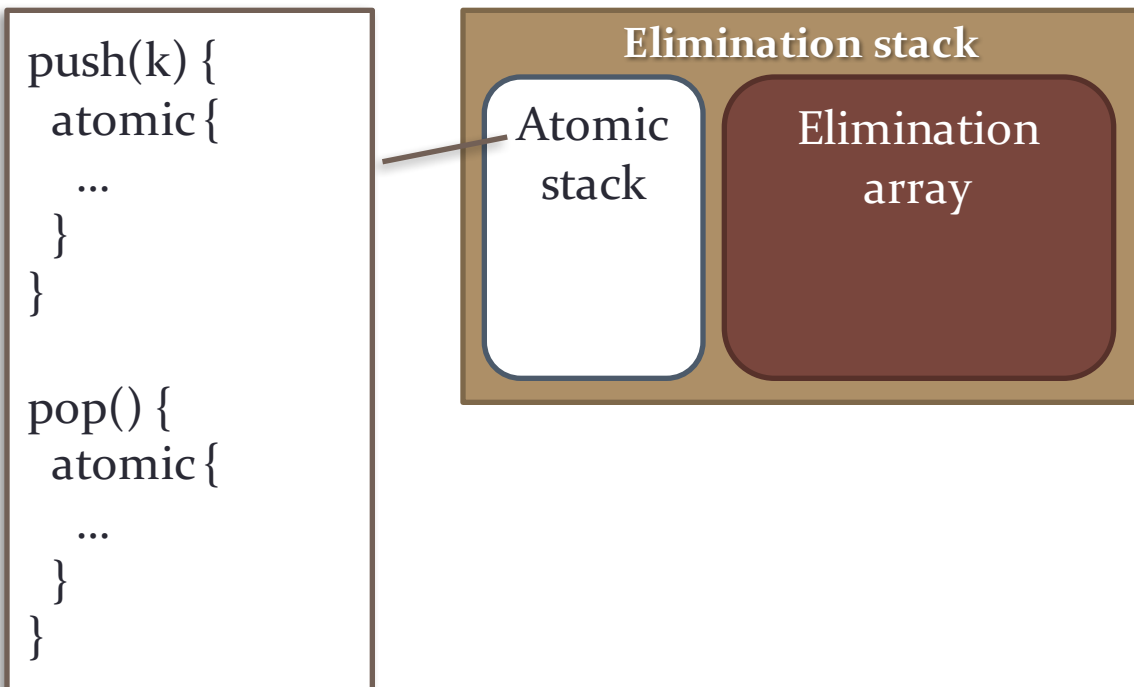 push(k) {
atomic{
...
}
}
pop() {
atomic{
...
}
}
Elimination stack
Atomic
stack
Elimination
array